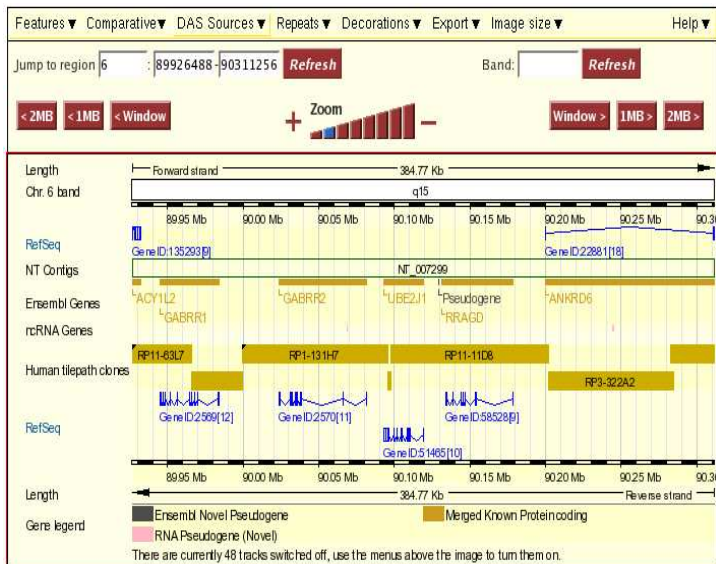 Features ▼ Comparative ▼ DAS Sources ▼ Repeats ▼ Decorations ▼ Export ▼ Image size ▼ Help ▼
Jump to region 6 : 89926488 - 90311256 Refresh Band: Refresh
< 2MB < 1MB < Window + Zoom - Window > 1MB > 2MB >
Length Forward strand 384.77 Kb
Chr. 6 band q15
89.95 Mb 90.00 Mb 90.05 Mb 90.10 Mb 90.15 Mb 90.20 Mb 90.25 Mb 90.30
RefSeq
GeneID:135293[9] GeneID:22881[18]
NT Contigs NT_007299
Ensembl Genes
ACY1L2 GABRR2 UBE2J1 Pseudogene ANKRD6
GABRR1 RRAGD
ncRNA Genes
RP11-63L7 RP1-131H7 RP11-11D8
Human tilepath clones
RP3-322A2
GeneID:2569[12] GeneID:2570[11] GeneID:58528[9]
RefSeq
GeneID:51465[10]
89.95 Mb 90.00 Mb 90.05 Mb 90.10 Mb 90.15 Mb 90.20 Mb 90.25 Mb 90.30
Length 384.77 Kb Reverse strand
Gene legend
Ensembl Novel Pseudogene Merged Known Protein coding
RNA Pseudogene (Novel)
There are currently 48 tracks switched off, use the menus above the image to turn them on.